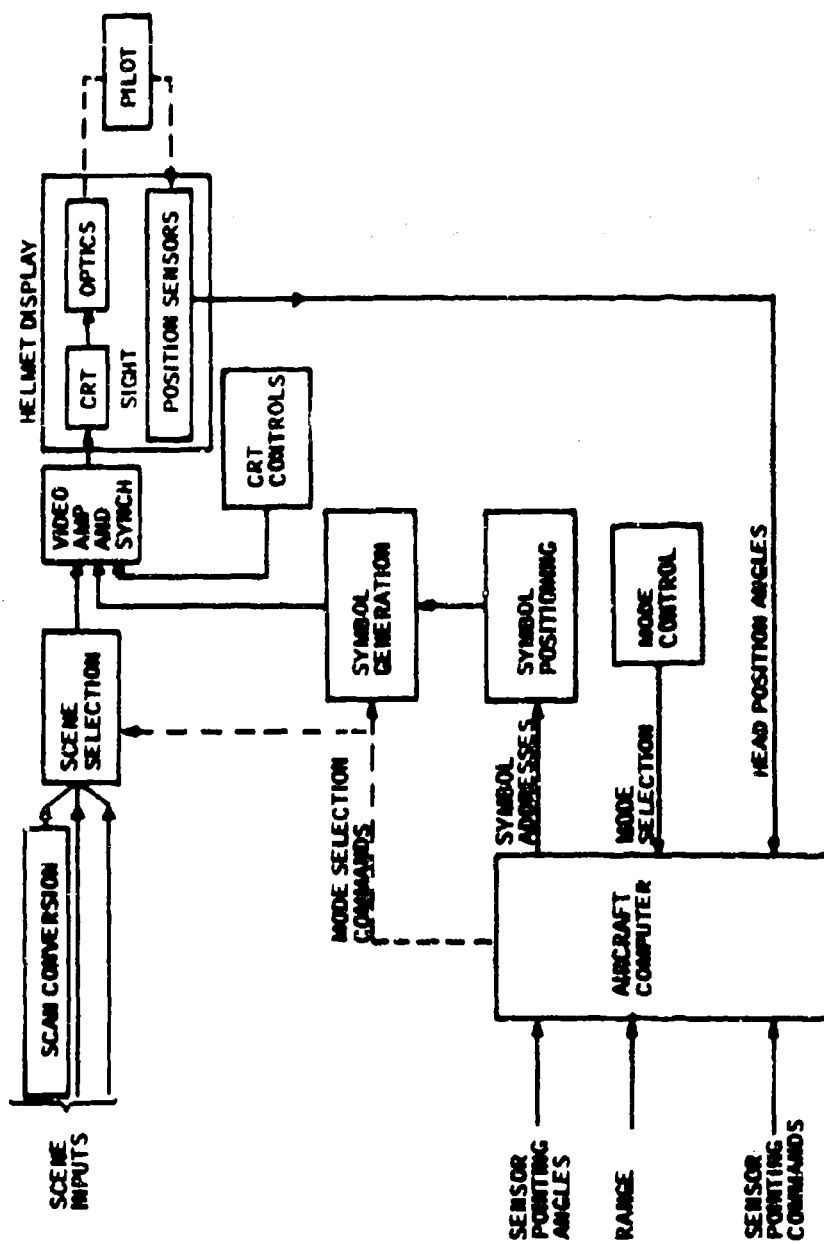 SCENE
INPUTS
SCAN CONVERSION
SCENE
SELECTION
VIDEO
AMP
AND
SYNCH
HELMET DISPLAY
CRT
OPTICS
SIGHT
POSITION SENSORS
PILOT
CRT
CONTROLS
MODE SELECTION
COMMANDS
SYMBOL
GENERATION
SYMBOL
ADDRESSES
SYMBOL
POSITIONING
MODE
SELECTION
MODE
CONTROL
HEAD POSITION ANGLES
AIRCRAFT
COMPUTER
SENSOR
POINTING
ANGLES
RANGE
SENSOR
POINTING
COMMANDS